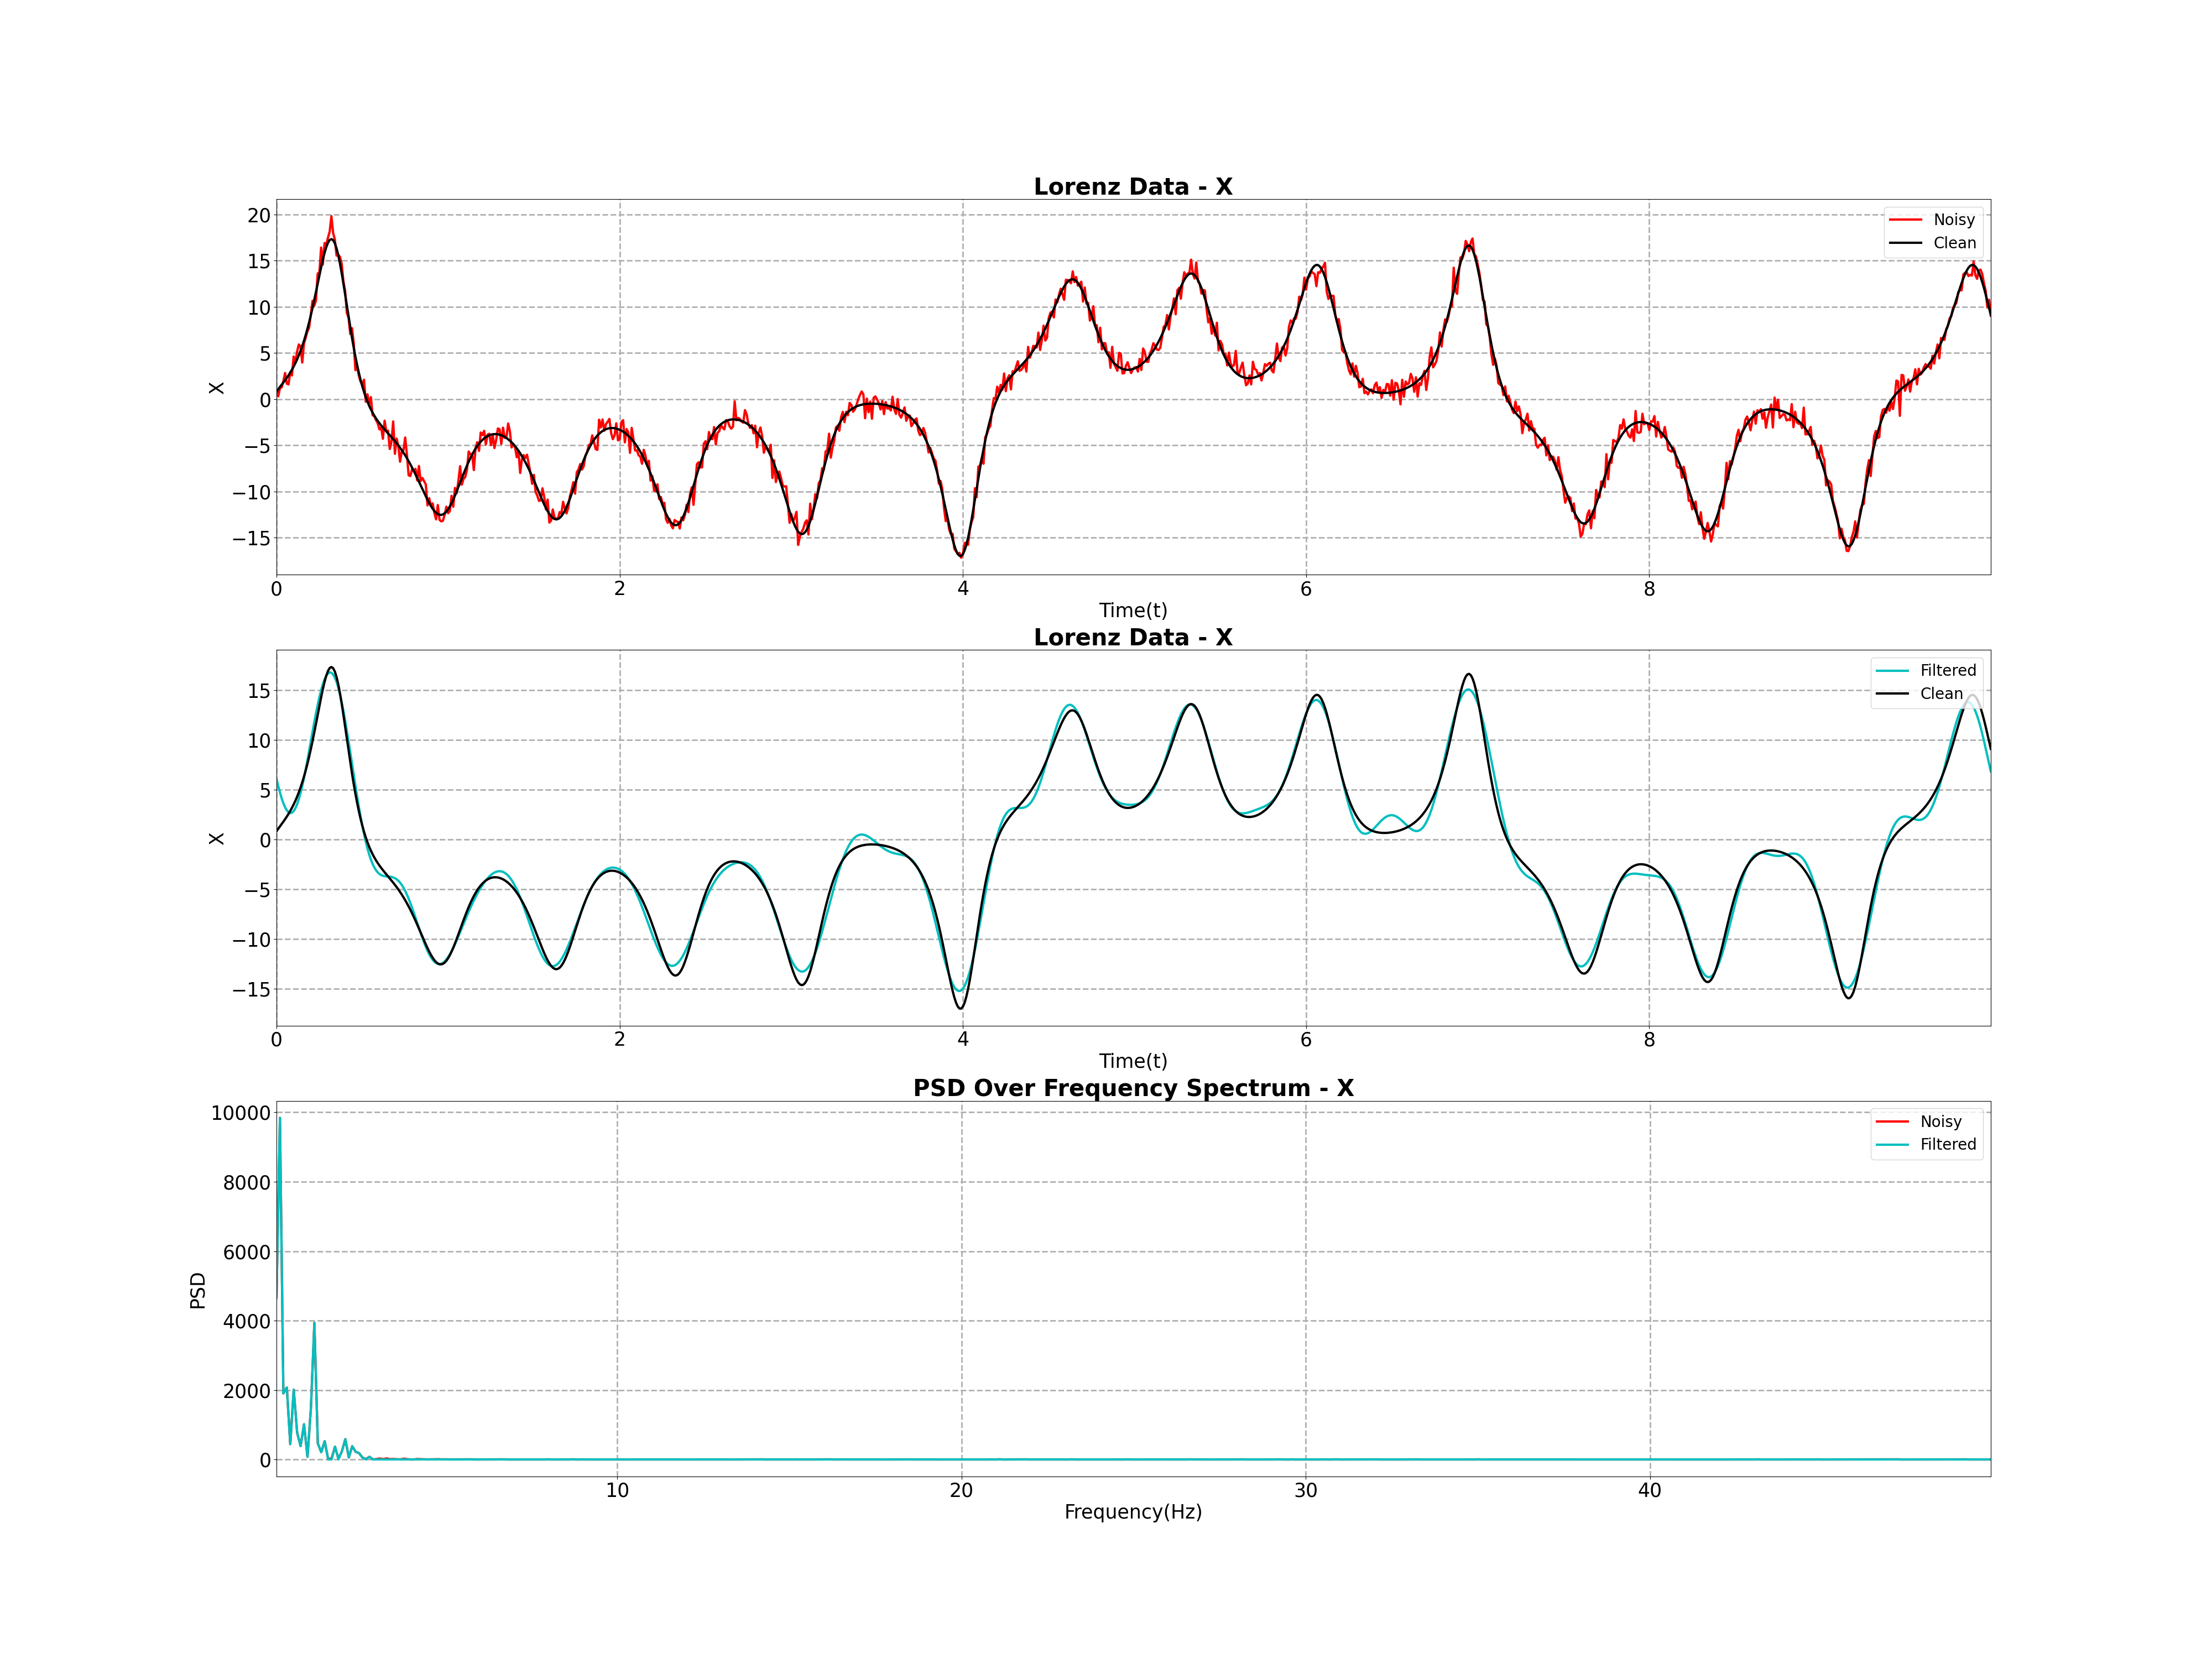 Lorenz Data - X
20
15
10
5
0
−5
−10
−15
X
Noisy
Clean
0 2 4 6 8
Time(t)
Lorenz Data - X
15
10
5
0
−5
−10
−15
X
Filtered
Clean
0 2 4 6 8
Time(t)
PSD Over Frequency Spectrum - X
10000
8000
6000
4000
2000
0
PSD
Noisy
Filtered
10 20 30 40
Frequency(Hz)